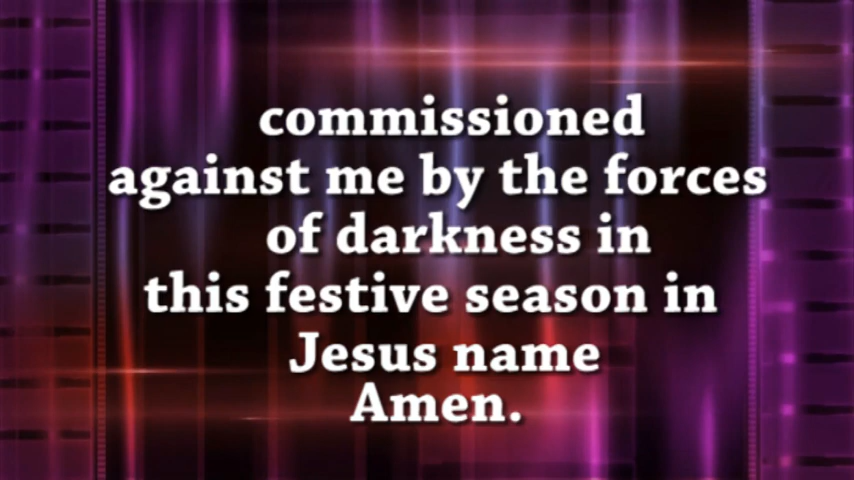 commissioned
against me by the forces
of darkness in
this festive season in
Jesus name
Amen.